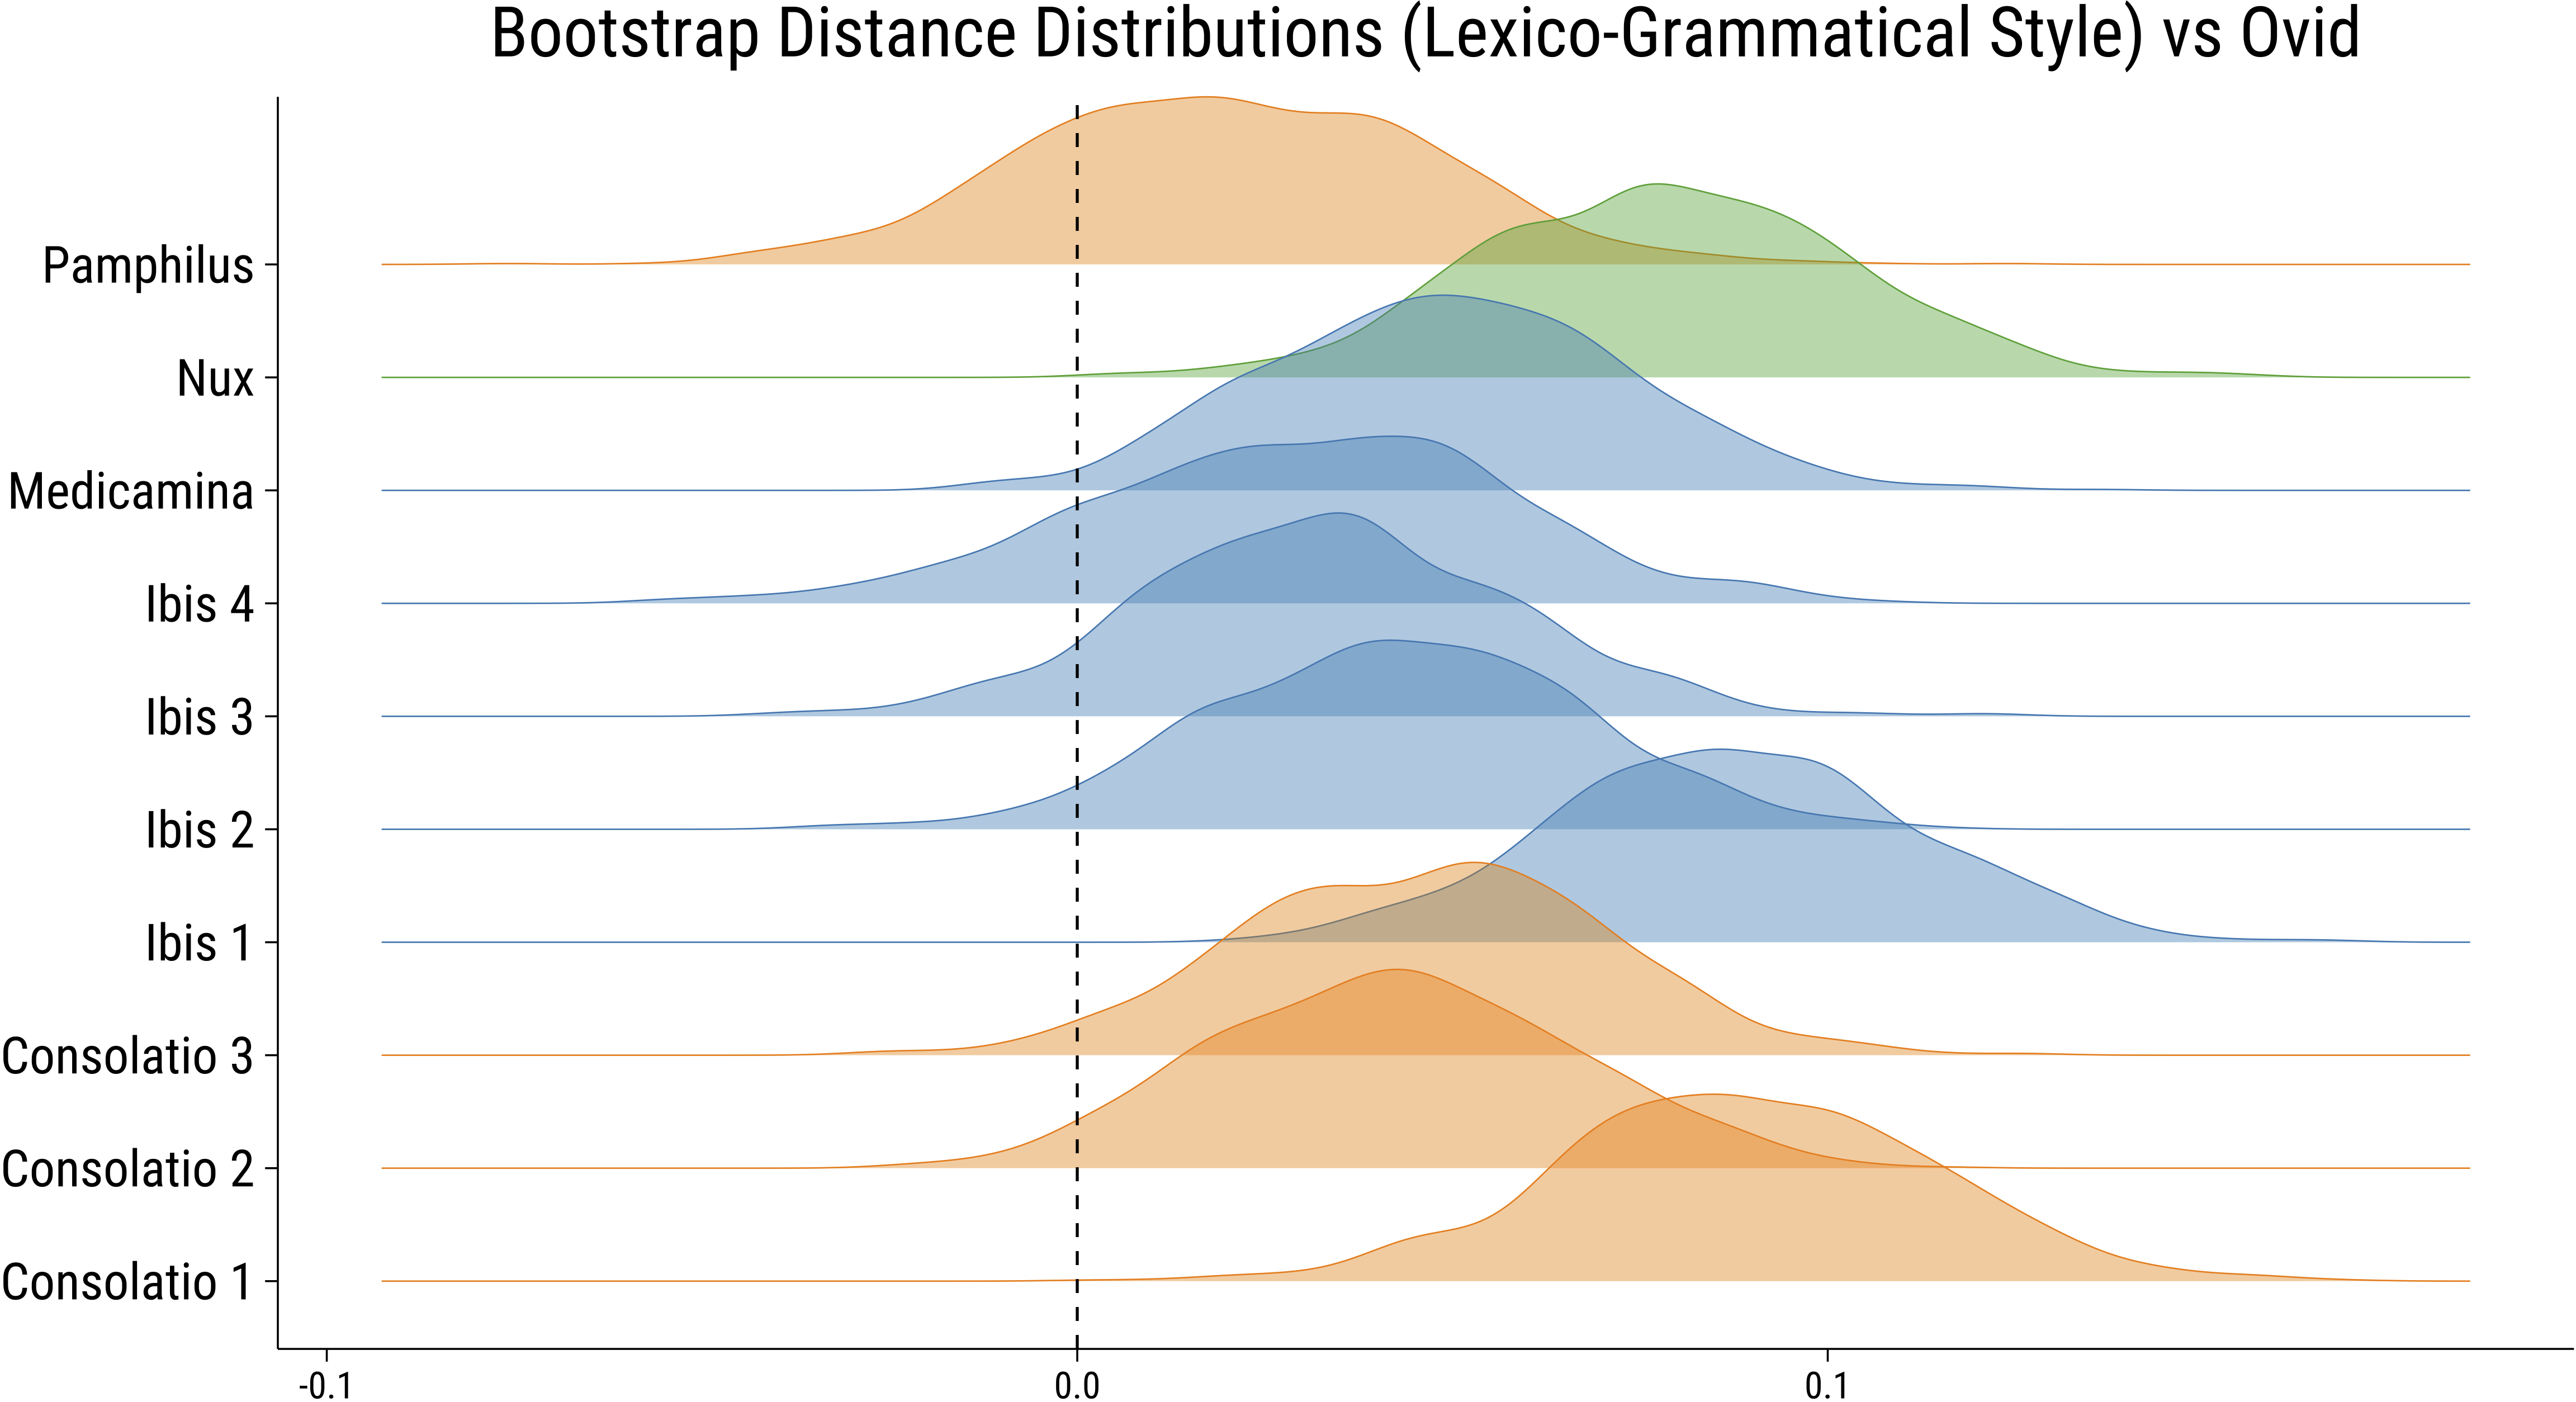 Bootstrap Distance Distributions (Lexico-Grammatical Style) vs Ovid
Pamphilus
Nux
Medicamina
Ibis 4
Ibis 3
Ibis 2
Ibis 1
Consolatio 3
Consolatio 2
Consolatio 1
-0.1 0.0 0.1